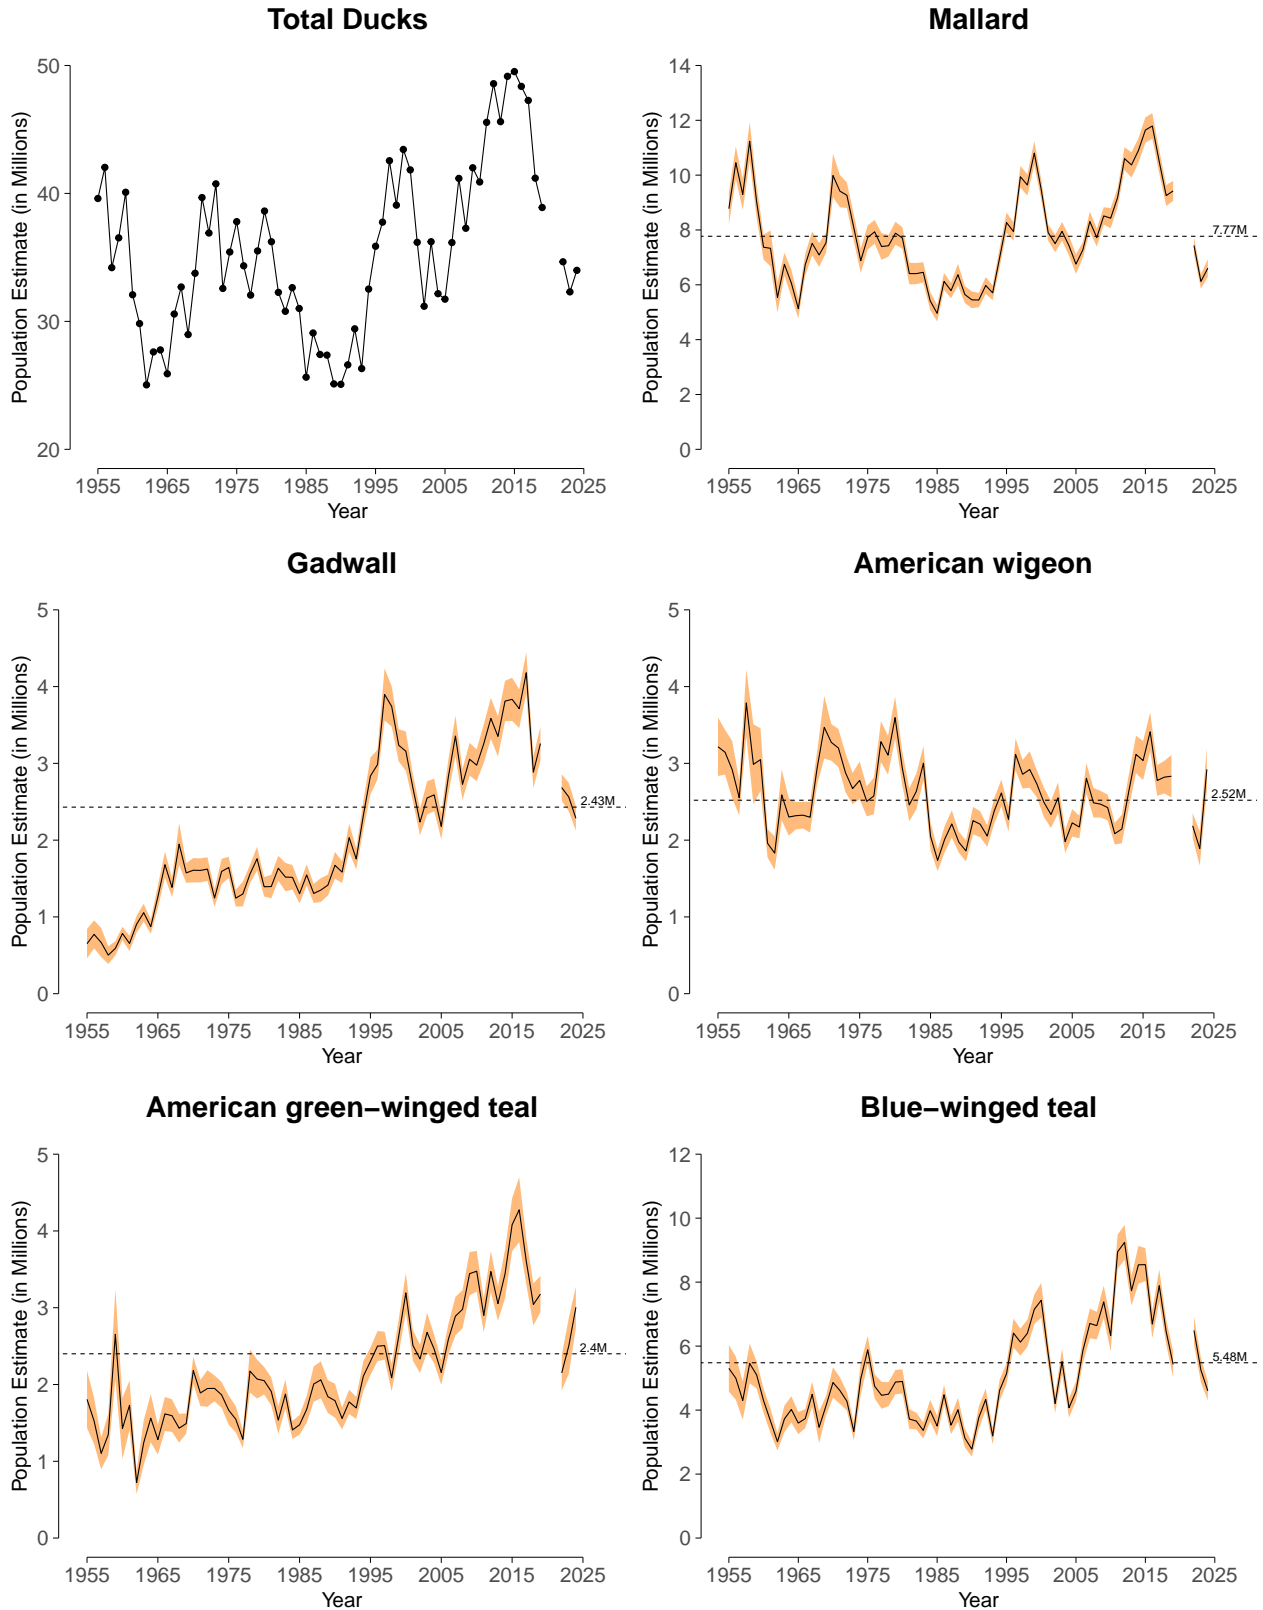 Total Ducks
Population Estimate (in Millions)
50
40
30
20
1955 1965 1975 1985 1995 2005 2015 2025
Year
Mallard
Population Estimate (in Millions)
14
12
10
8
6
4
2
0
7.77M
1955 1965 1975 1985 1995 2005 2015 2025
Year
Gadwall
Population Estimate (in Millions)
5
4
3
2
1
0
2.43M
1955 1965 1975 1985 1995 2005 2015 2025
Year
American wigeon
Population Estimate (in Millions)
5
4
3
2
1
0
2.52M
1955 1965 1975 1985 1995 2005 2015 2025
Year
American green−winged teal
Population Estimate (in Millions)
5
4
3
2
1
0
2.4M
1955 1965 1975 1985 1995 2005 2015 2025
Year
Blue−winged teal
Population Estimate (in Millions)
12
10
8
6
4
2
0
5.48M
1955 1965 1975 1985 1995 2005 2015 2025
Year